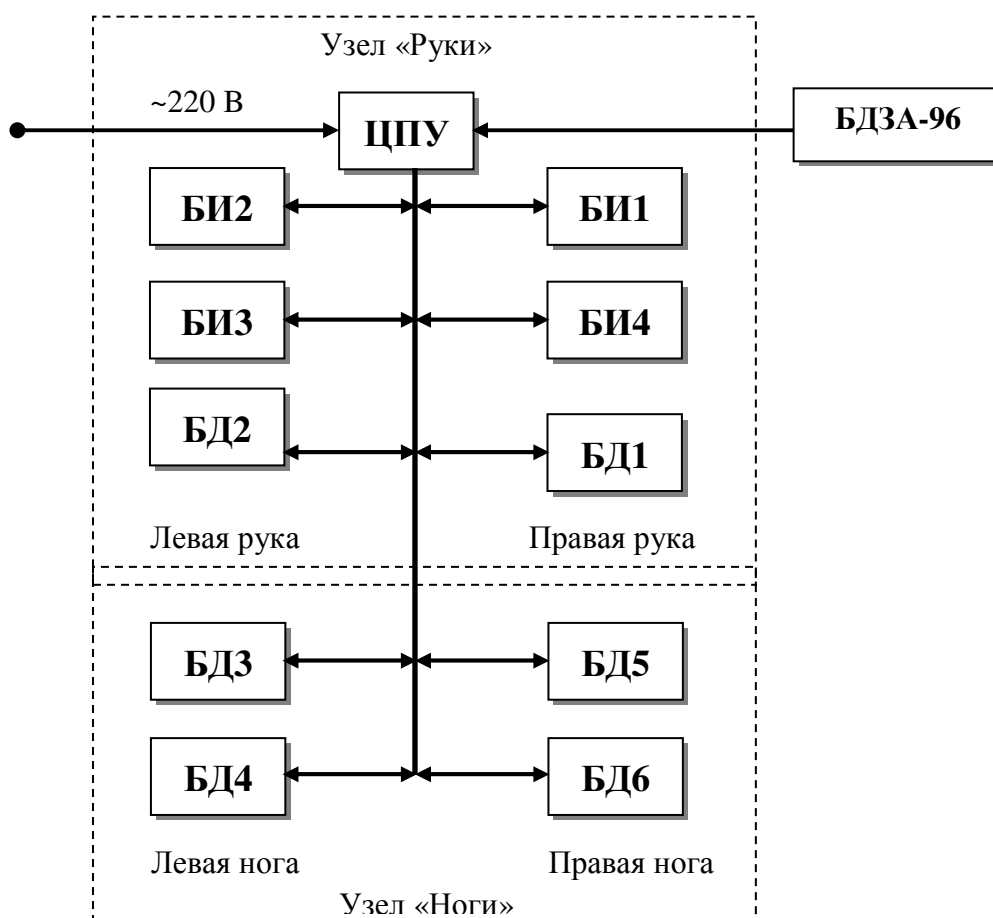 Узел «Руки»
~220 В
ЦПУ
БДЗА-96
БИ2
БИ1
БИ3
БИ4
БД2
БД1
Левая рука
Правая рука
БД3
БД5
БД4
БД6
Левая нога
Правая нога
Узел «Ноги»